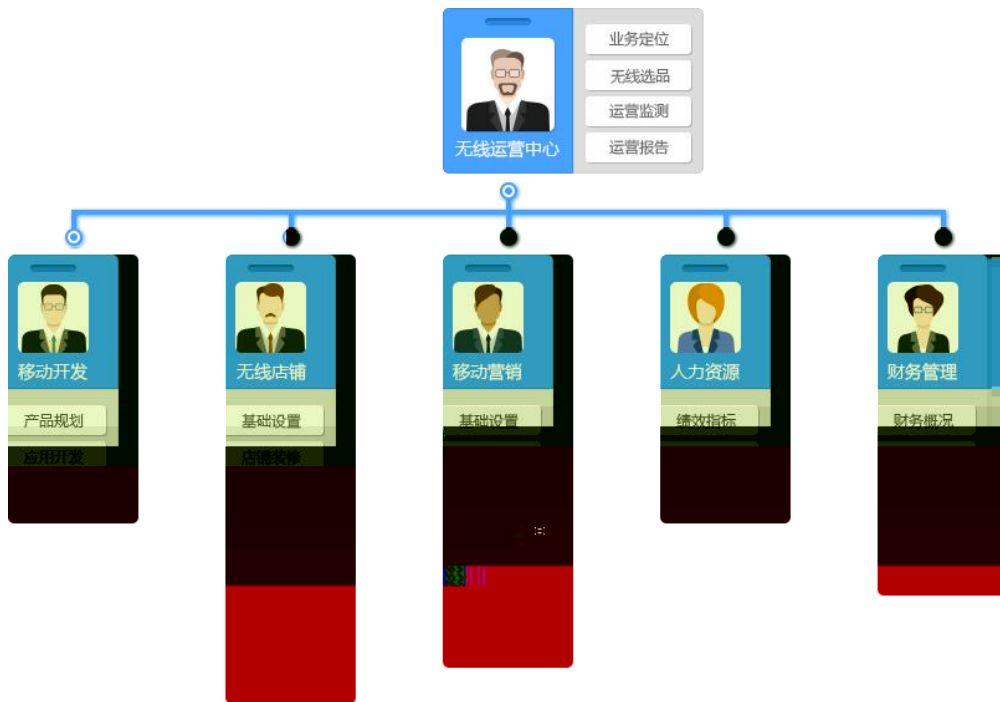 业务定位
无线选品
运营监测
运营报告
无线运营中心
移动开发
产品规划
应用开发
无线店铺
基础设置
店铺装修
移动营销
基础设置
人力资源
绩效指标
财务管理
财务概况